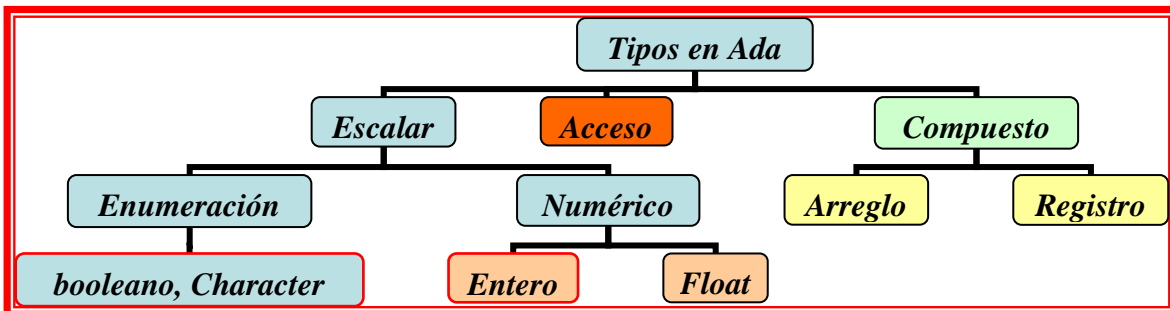 Tipos en Ada
Escalar
Acceso
Compuesto
Enumeración
Numérico
Arreglo
Registro
booleano, Character
Entero
Float